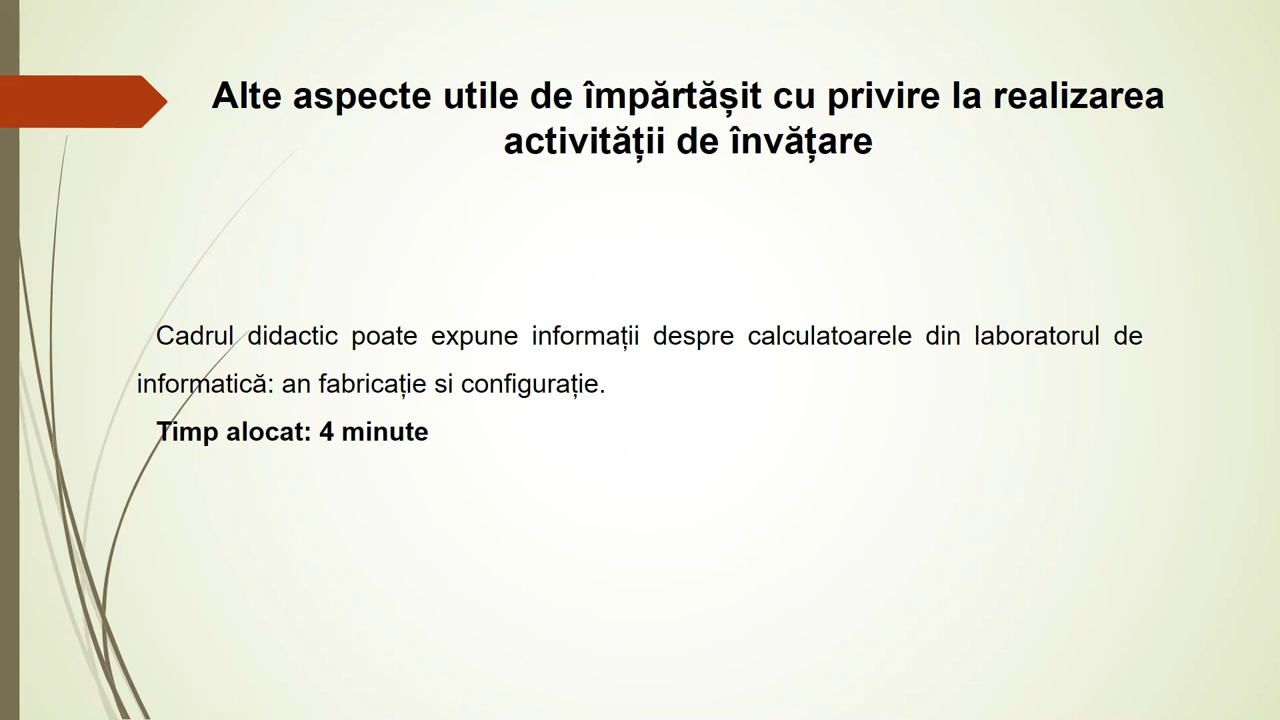 Alte aspecte utile de împărtășit cu privire la realizarea
activității de învățare
Cadrul didactic poate expune informații despre calculatoarele din laboratorul de
informatică: an fabricație si configurație.
Timp alocat: 4 minute